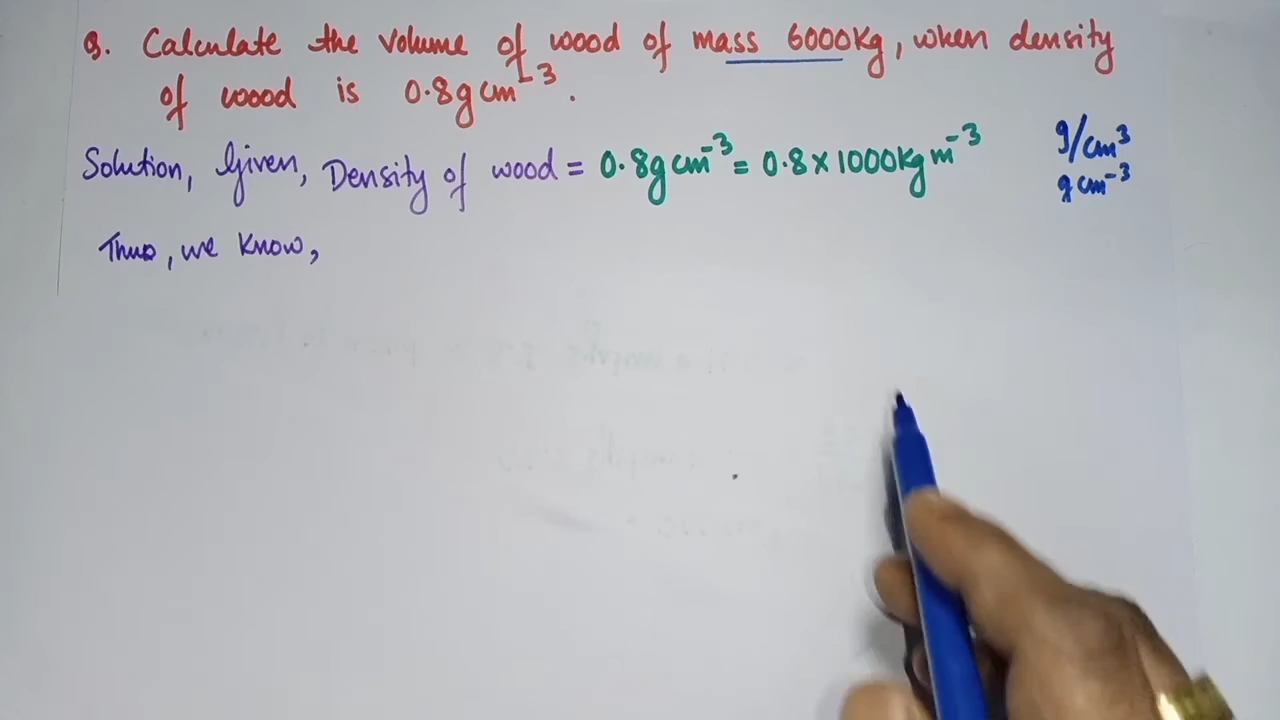 Q. Calculate the volume of wood of mass 6000Kg, when density
of wood is 0.8g cm⁻³.
Solution, Given, Density of wood = 0.8g cm⁻³ = 0.8 × 1000kg m⁻³
g/cm³
g cm⁻³
Thus, we know,